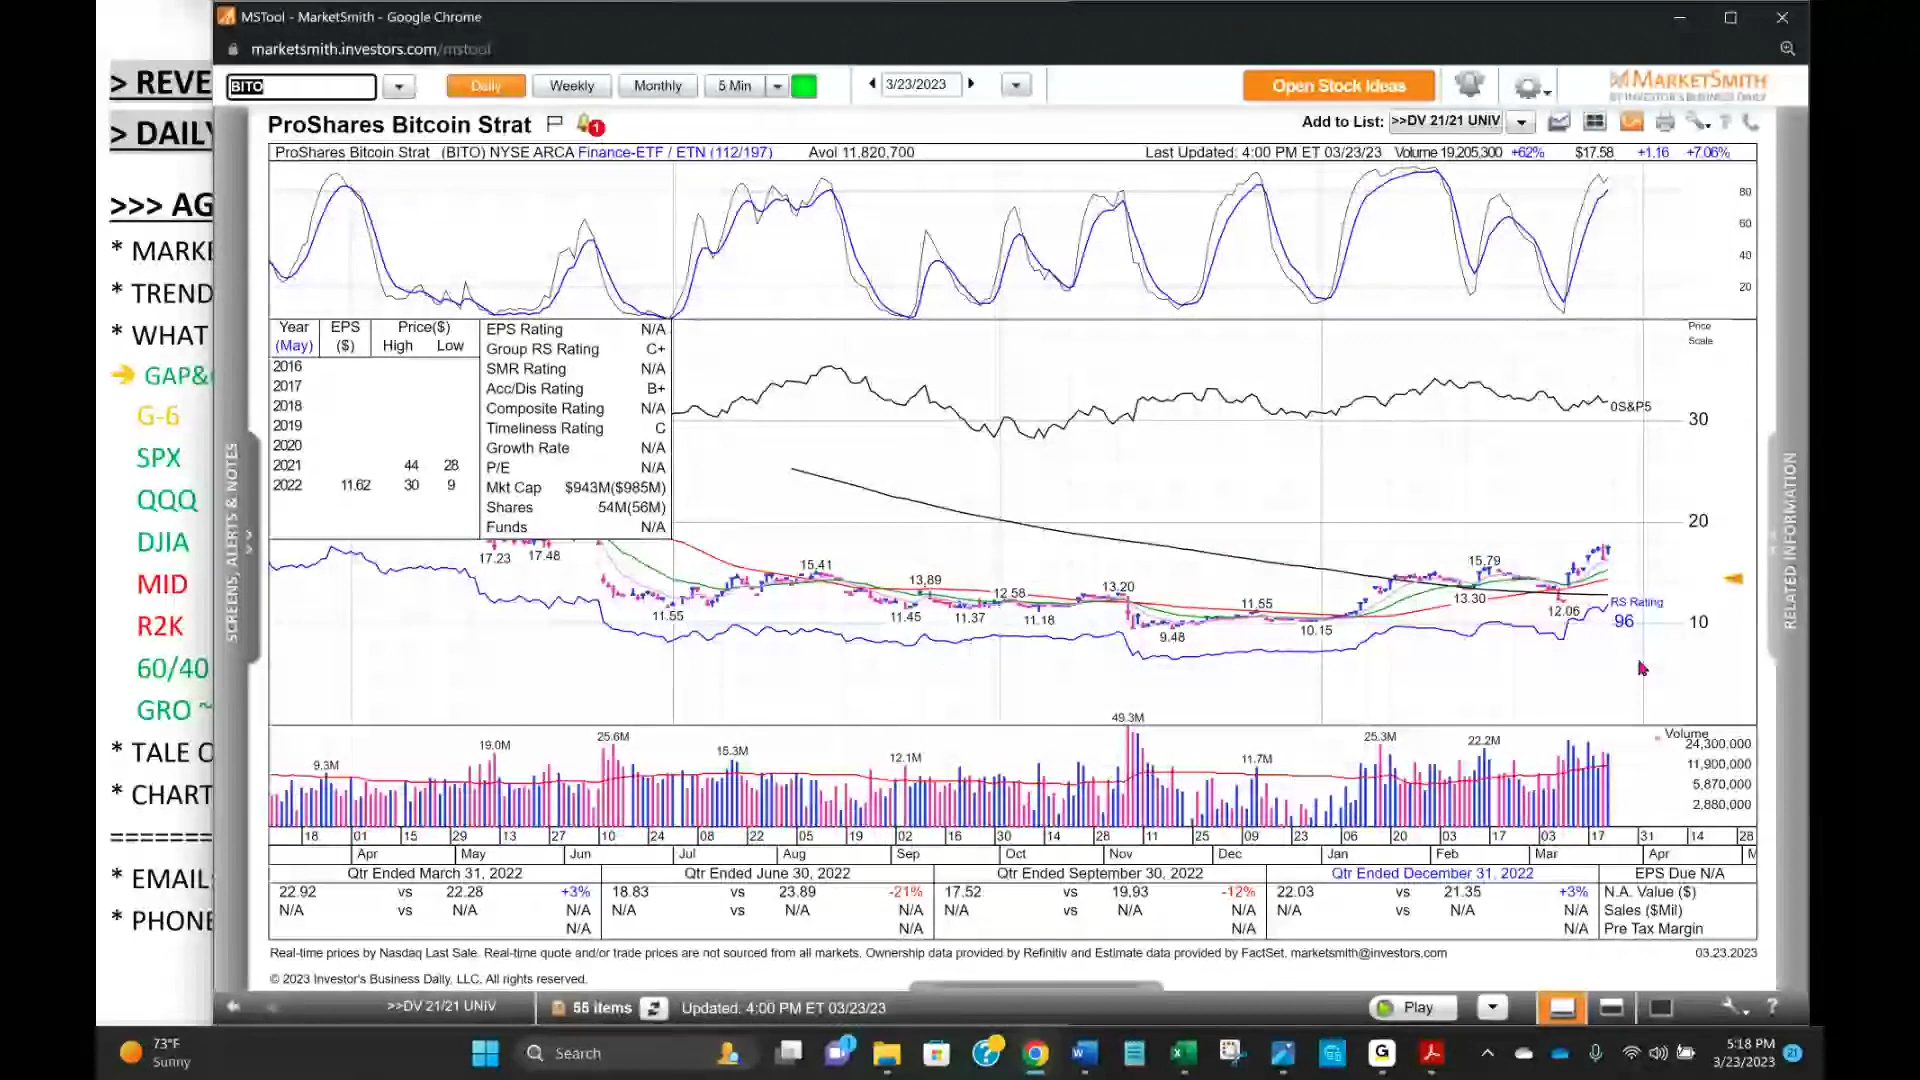 MSTool - MarketSmith - Google Chrome
marketsmith.investors.com/mstool
> REVE
> DAILY
>>> AG
* MARKE
* TREND
* WHAT
GAP&
G-6
SPX
QQQ
DJIA
MID
R2K
60/40
GRO ~
* TALE O
* CHART
=======
* EMAIL
* PHONE
BITO Daily Weekly Monthly 5 Min 3/23/2023 Open Stock Ideas MARKETSMITH
BY INVESTOR'S BUSINESS DAILY
ProShares Bitcoin Strat 1 Add to List: >>DV 21/21 UNIV
ProShares Bitcoin Strat (BITO) NYSE ARCA Finance-ETF / ETN (112/197) Avol 11,820,700 Last Updated: 4:00 PM ET 03/23/23 Volume 19,205,300 +62% $17.58 +1.16 +7.06%
80
60
40
20
Year EPS Price($)
(May) ($) High Low
2016
2017
2018
2019
2020
2021 44 28
2022 11.62 30 9
EPS Rating N/A
Group RS Rating C+
SMR Rating N/A
Acc/Dis Rating B+
Composite Rating N/A
Timeliness Rating C
Growth Rate N/A
P/E N/A
Mkt Cap $943M($985M)
Shares 54M(56M)
Funds N/A
Price
Scale
0S&P5
30
20
10
17.23 17.48 11.55 15.41 11.45 13.89 11.37 12.58 11.18 13.20 9.48 11.55 10.15 13.30 15.79 12.06
RS Rating
96
SCREENS, ALERTS & NOTES
RELATED INFORMATION
9.3M 19.0M 25.6M 15.3M 12.1M 49.3M 11.7M 25.3M 22.2M
Volume
24,300,000
11,900,000
5,870,000
2,880,000
18 01 15 29 13 27 10 24 08 22 05 19 02 16 30 14 28 11 25 09 23 06 20 03 17 03 17 31 14 28
Apr May Jun Jul Aug Sep Oct Nov Dec Jan Feb Mar Apr M
Qtr Ended March 31, 2022 Qtr Ended June 30, 2022 Qtr Ended September 30, 2022 Qtr Ended December 31, 2022 EPS Due N/A
22.92 vs 22.28 +3% 18.83 vs 23.89 -21% 17.52 vs 19.93 -12% 22.03 vs 21.35 +3% N.A. Value ($)
N/A vs N/A N/A N/A vs N/A N/A N/A vs N/A N/A N/A vs N/A N/A Sales ($Mil)
N/A N/A N/A N/A Pre Tax Margin
Real-time prices by Nasdaq Last Sale. Real-time quote and/or trade prices are not sourced from all markets. Ownership data provided by Refinitiv and Estimate data provided by FactSet. marketsmith@investors.com 03.23.2023
© 2023 Investor's Business Daily, LLC. All rights reserved.
>>DV 21/21 UNIV 55 items Updated: 4:00 PM ET 03/23/23 Play ?
73°F
Sunny
Search
5:18 PM
3/23/2023
21